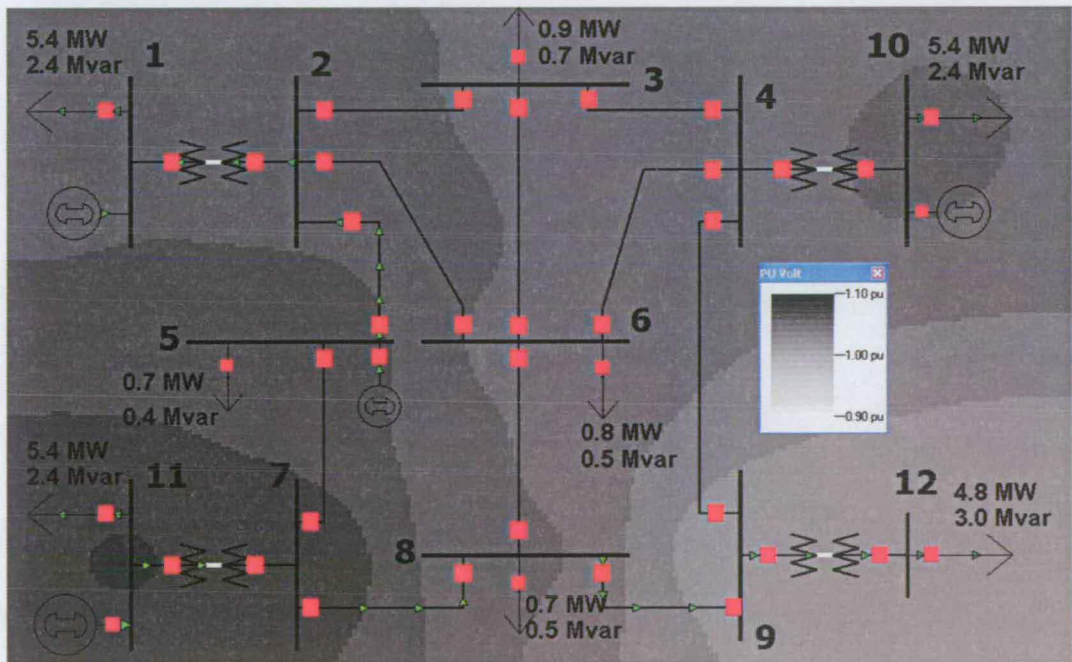 5.4 MW
2.4 Mvar
1
2
0.9 MW
0.7 Mvar
3
4
10
5.4 MW
2.4 Mvar
PU Volt
1.10 pu
1.00 pu
0.90 pu
5
6
0.7 MW
0.4 Mvar
0.8 MW
0.5 Mvar
5.4 MW
2.4 Mvar
11
7
8
0.7 MW
0.5 Mvar
9
12
4.8 MW
3.0 Mvar